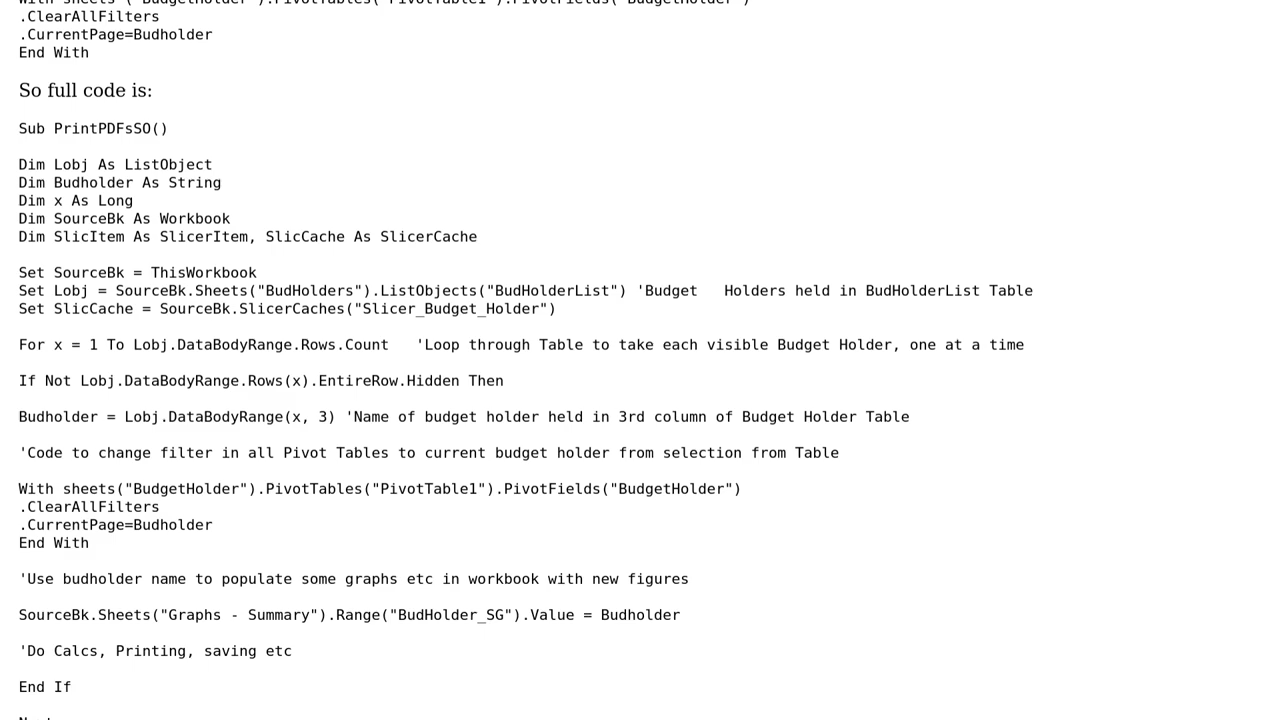 With sheets ("BudgetHolder").PivotTables("PivotTable1").PivotFields("BudgetHolder")
.ClearAllFilters
.CurrentPage=Budholder
End With
So full code is:
Sub PrintPDFsSO()
Dim Lobj As ListObject
Dim Budholder As String
Dim x As Long
Dim SourceBk As Workbook
Dim SlicItem As SlicerItem, SlicCache As SlicerCache
Set SourceBk = ThisWorkbook
Set Lobj = SourceBk.Sheets("BudHolders").ListObjects("BudHolderList") 'Budget   Holders held in BudHolderList Table
Set SlicCache = SourceBk.SlicerCaches("Slicer_Budget_Holder")
For x = 1 To Lobj.DataBodyRange.Rows.Count   'Loop through Table to take each visible Budget Holder, one at a time
If Not Lobj.DataBodyRange.Rows(x).EntireRow.Hidden Then
Budholder = Lobj.DataBodyRange(x, 3) 'Name of budget holder held in 3rd column of Budget Holder Table
'Code to change filter in all Pivot Tables to current budget holder from selection from Table
With sheets("BudgetHolder").PivotTables("PivotTable1").PivotFields("BudgetHolder")
.ClearAllFilters
.CurrentPage=Budholder
End With
'Use budholder name to populate some graphs etc in workbook with new figures
SourceBk.Sheets("Graphs - Summary").Range("BudHolder_SG").Value = Budholder
'Do Calcs, Printing, saving etc
End If